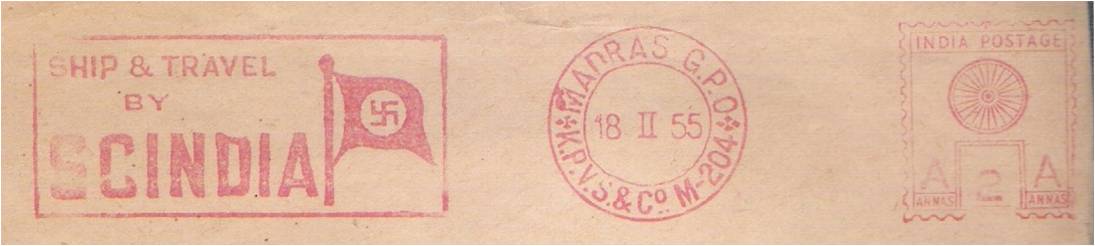 SHIP & TRAVEL
BY
SCINDIA
MADRAS G.P.O
18 II 55
K.P.V.S. & Co M-204
INDIA POSTAGE
A 2 A
ANNAS ANNAS